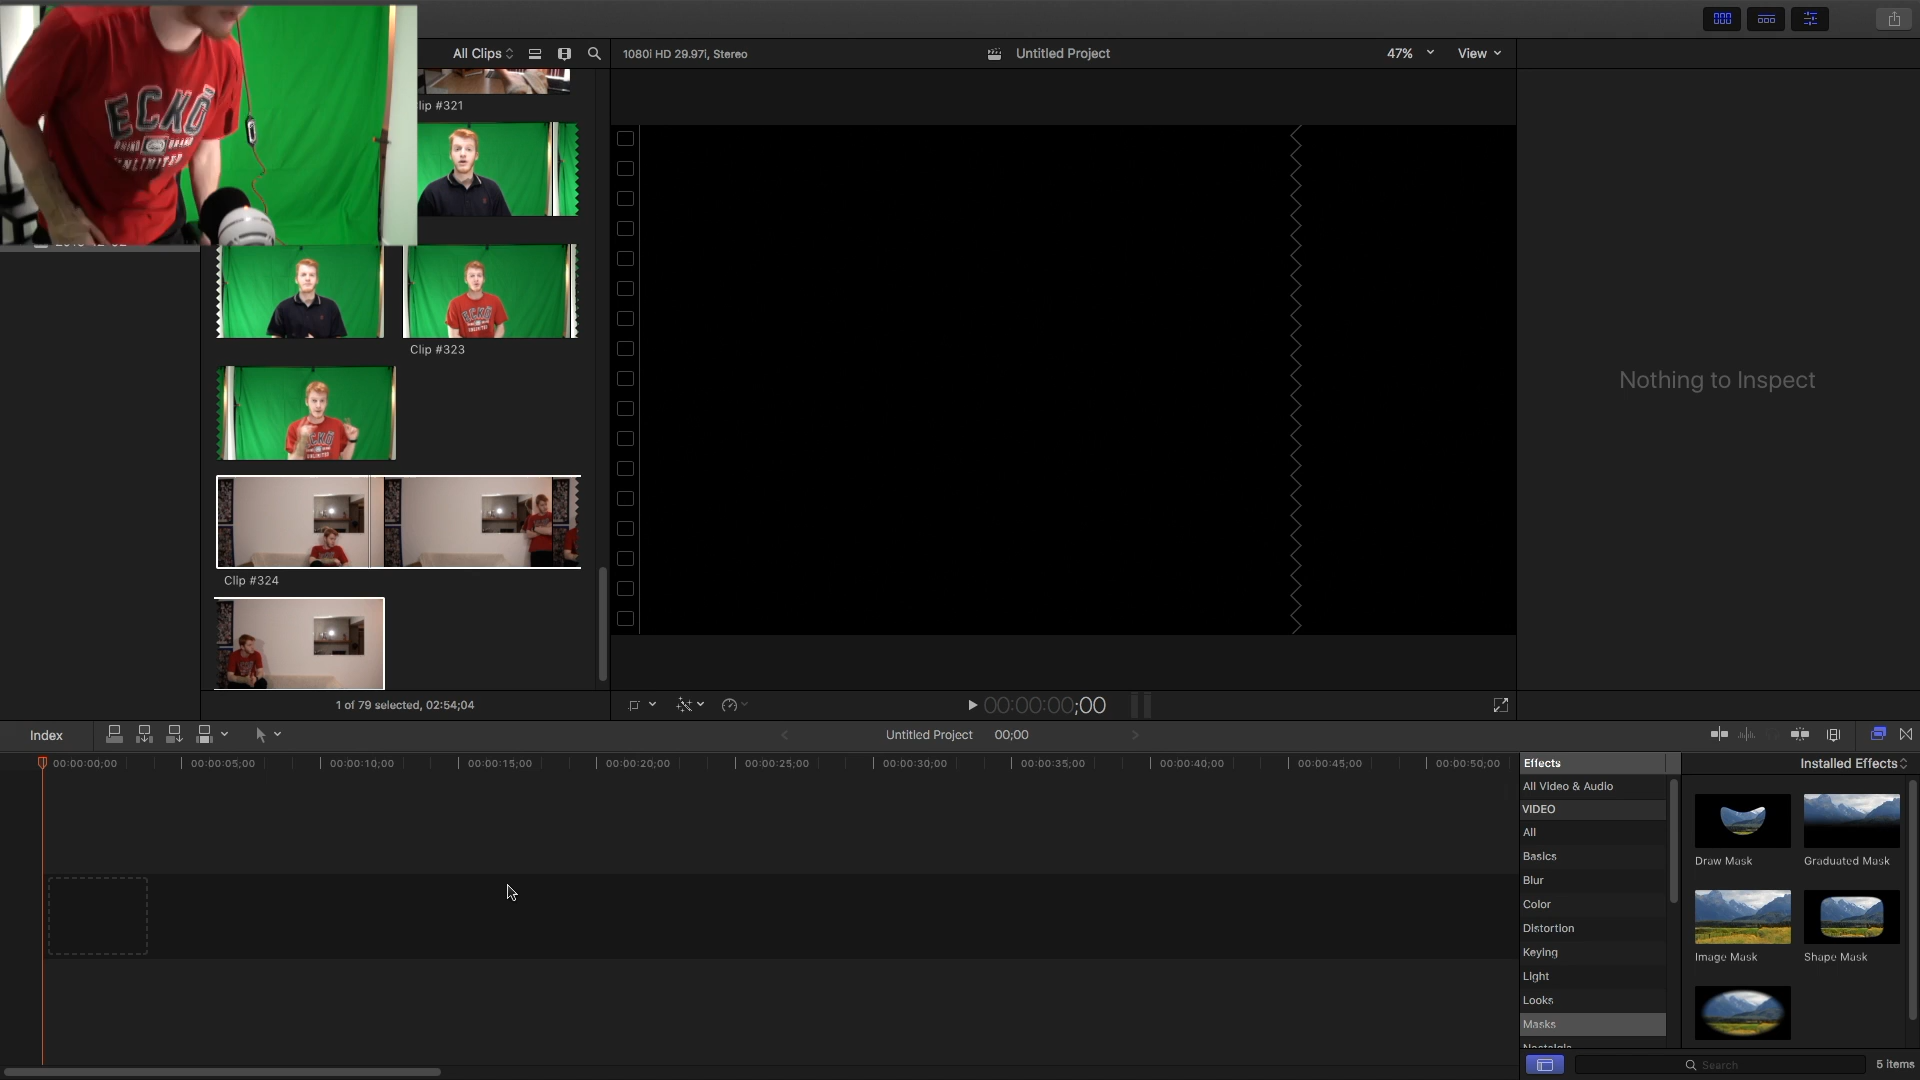 All Clips
1080i HD 29.97i, Stereo
Untitled Project
47%
View
ECKŌ
UNLIMITED
lip #321
Clip #323
Clip #324
1 of 79 selected, 02:54;04
Nothing to Inspect
00:00:00;00
Index
Untitled Project
00;00
00:00:00;00
00:00:05;00
00:00:10;00
00:00:15;00
00:00:20;00
00:00:25;00
00:00:30;00
00:00:35;00
00:00:40;00
00:00:45;00
00:00:50;00
Effects
Installed Effects
All Video & Audio
VIDEO
All
Basics
Blur
Color
Distortion
Keying
Light
Looks
Masks
Nostalgia
Draw Mask
Graduated Mask
Image Mask
Shape Mask
Search
5 items